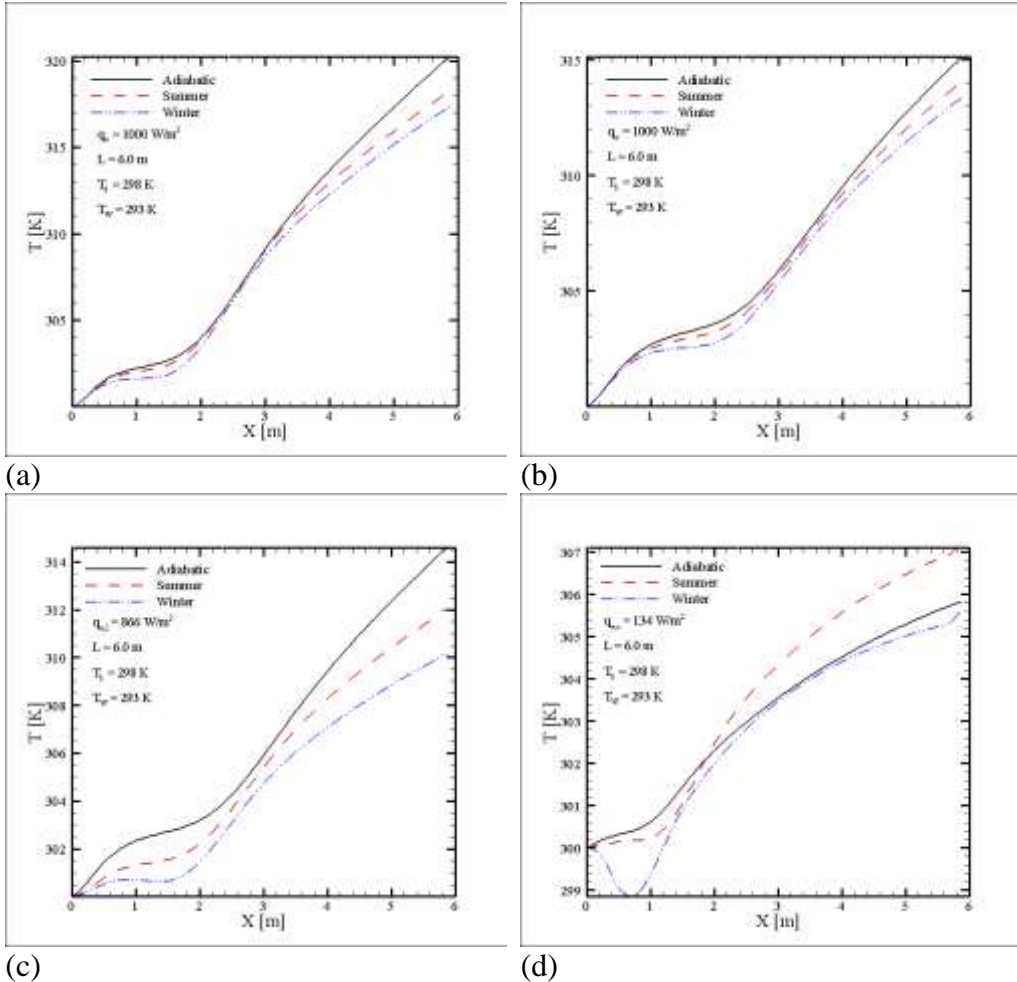 320
315
310
305
T [K]
Adiabatic
Summer
Winter
= 1000 W/m²
L = 6.0 m
= 298 K
= 293 K
0 1 2 3 4 5 6
X [m]
(a)
315
310
305
T [K]
Adiabatic
Summer
Winter
= 1000 W/m²
L = 6.0 m
= 298 K
= 293 K
0 1 2 3 4 5 6
X [m]
(b)
314
312
310
308
306
304
302
T [K]
Adiabatic
Summer
Winter
= 866 W/m²
L = 6.0 m
= 298 K
= 293 K
0 1 2 3 4 5 6
X [m]
(c)
307
306
305
304
303
302
301
300
299
T [K]
Adiabatic
Summer
Winter
= 134 W/m²
L = 6.0 m
= 298 K
= 293 K
0 1 2 3 4 5 6
X [m]
(d)